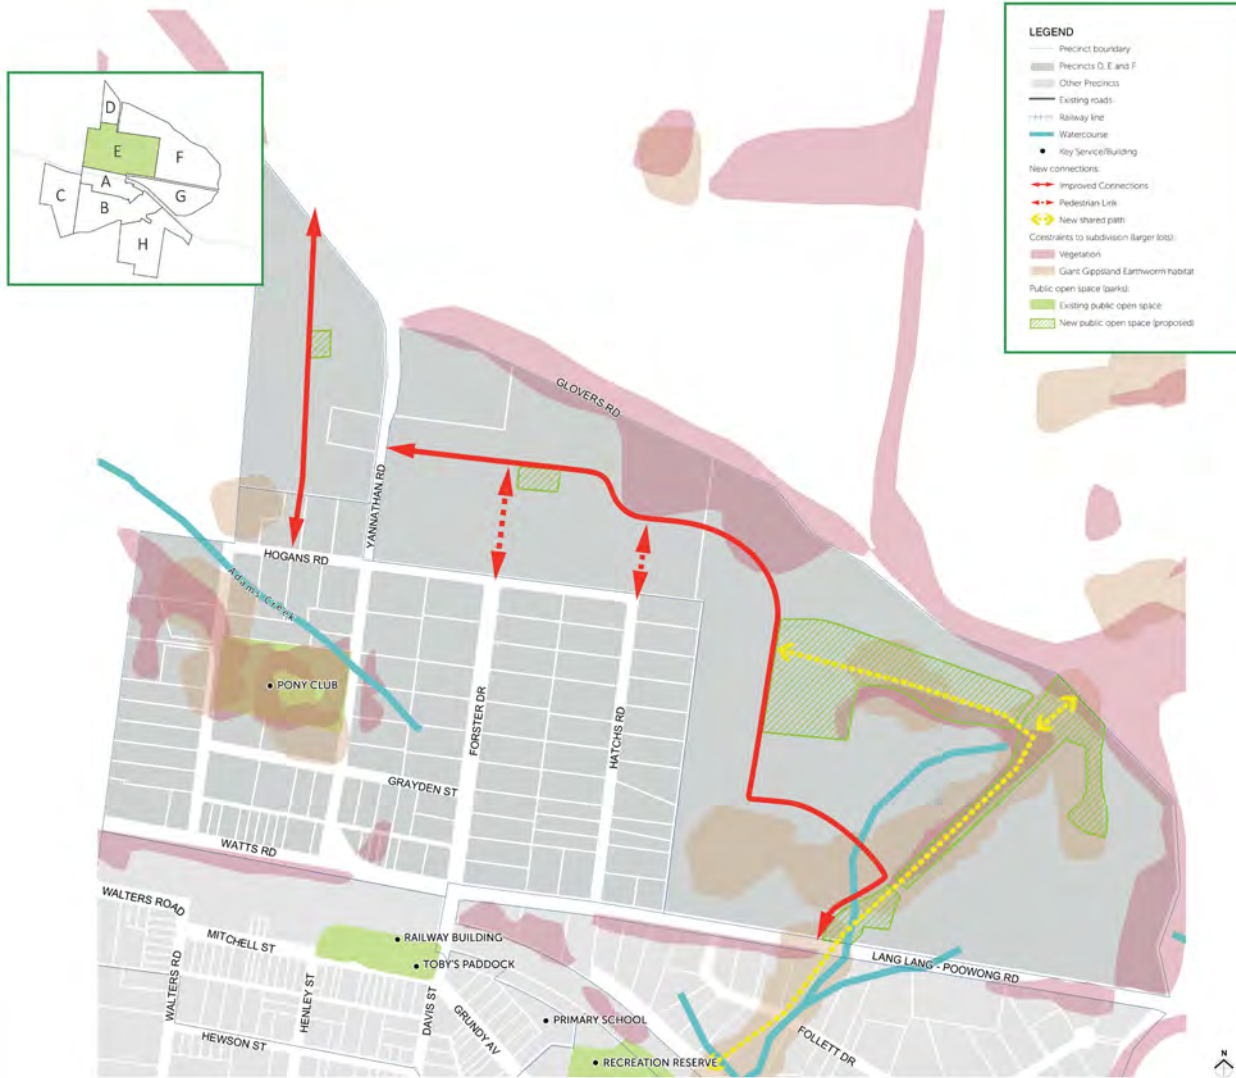 LEGEND
Precinct boundary
Precincts D, E and F
Other Precincts
Existing roads
Railway line
Watercourse
Key Service/Building
New connections:
Improved Connections
Pedestrian Link
New shared path
Constraints to subdivision (larger lots):
Vegetation
Giant Gippsland Earthworm habitat
Public open space (parks):
Existing public open space
New public open space (proposed)
D
E
F
A
C
G
B
H
GLOVERS RD
YANNATHAN RD
HOGANS RD
Adams Creek
PONY CLUB
FORSTER DR
HATCHS RD
GRAYDEN ST
WATTS RD
WALTERS ROAD
MITCHELL ST
RAILWAY BUILDING
TOBY'S PADDOCK
LANG LANG - POOWONG RD
WALTERS RD
HENLEY ST
DAVIS ST
GRUNDY AV
PRIMARY SCHOOL
FOLLETT DR
HEWSON ST
RECREATION RESERVE
N